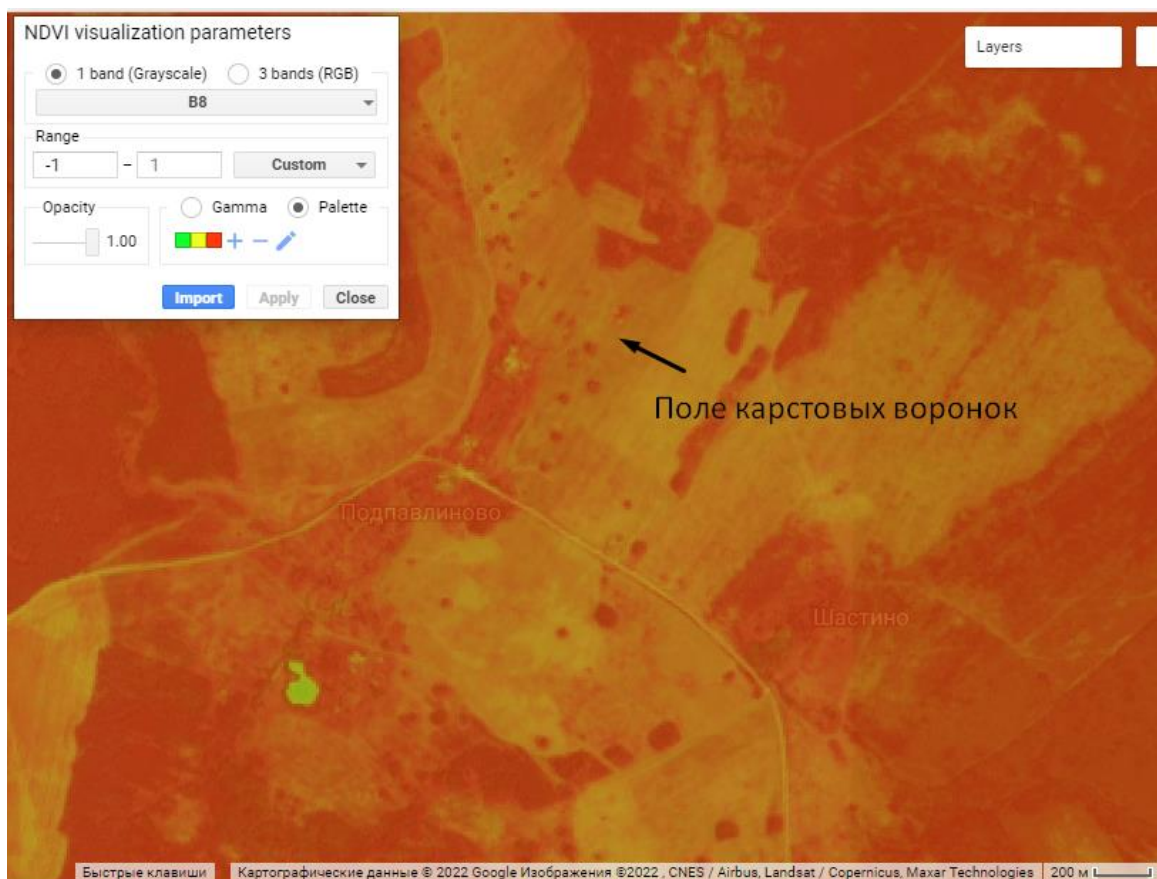 NDVI visualization parameters
1 band (Grayscale) 3 bands (RGB)
B8
Range
-1 – 1 Custom
Opacity Gamma Palette
1.00
Import Apply Close
Layers
Поле карстовых воронок
Подпавлиново
Шастино
Быстрые клавиши Картографические данные © 2022 Google Изображения ©2022 , CNES / Airbus, Landsat / Copernicus, Maxar Technologies 200 м